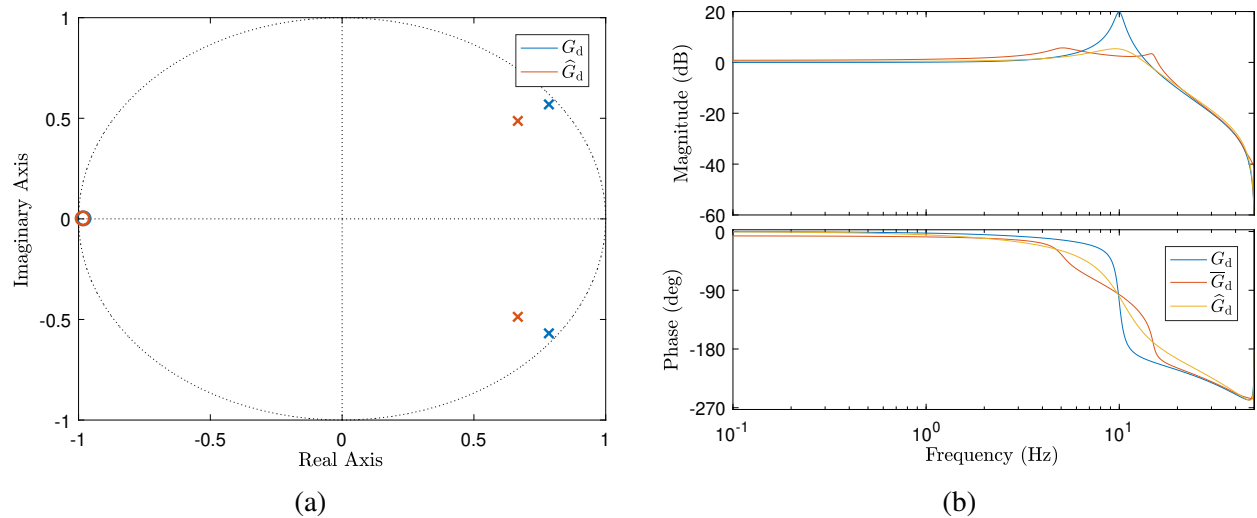 1
0.5
0
-0.5
-1
-1
-0.5
0
0.5
1
Imaginary Axis
Real Axis
G_d
Ĝ_d
(a)
20
0
-20
-40
-60
Magnitude (dB)
0
-90
-180
-270
Phase (deg)
G_d
G̅_d
Ĝ_d
10^-1
10^0
10^1
Frequency (Hz)
(b)